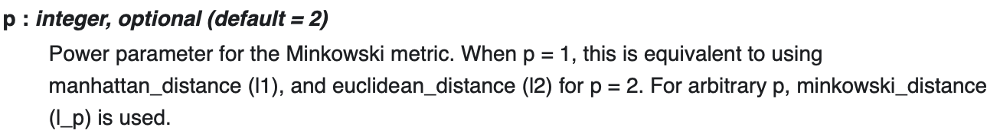 p : integer, optional (default = 2)
Power parameter for the Minkowski metric. When p = 1, this is equivalent to using
manhattan_distance (l1), and euclidean_distance (l2) for p = 2. For arbitrary p, minkowski_distance
(l_p) is used.